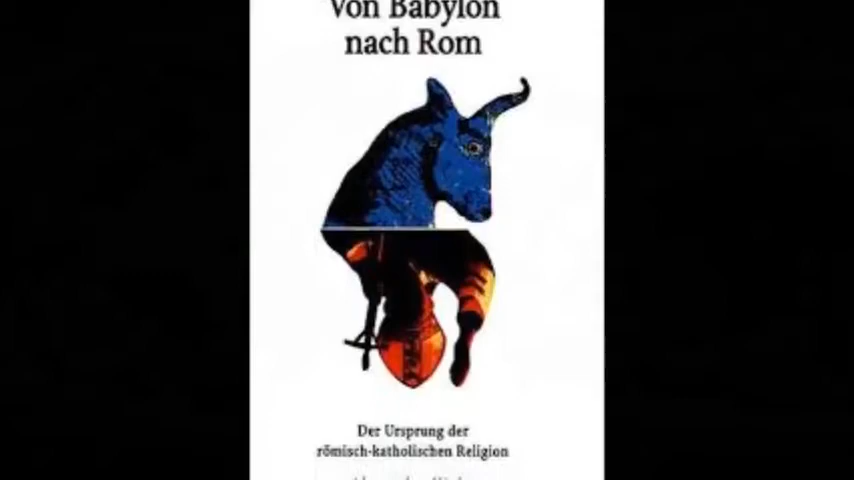 Von Babylon
nach Rom
Der Ursprung der
römisch-katholischen Religion